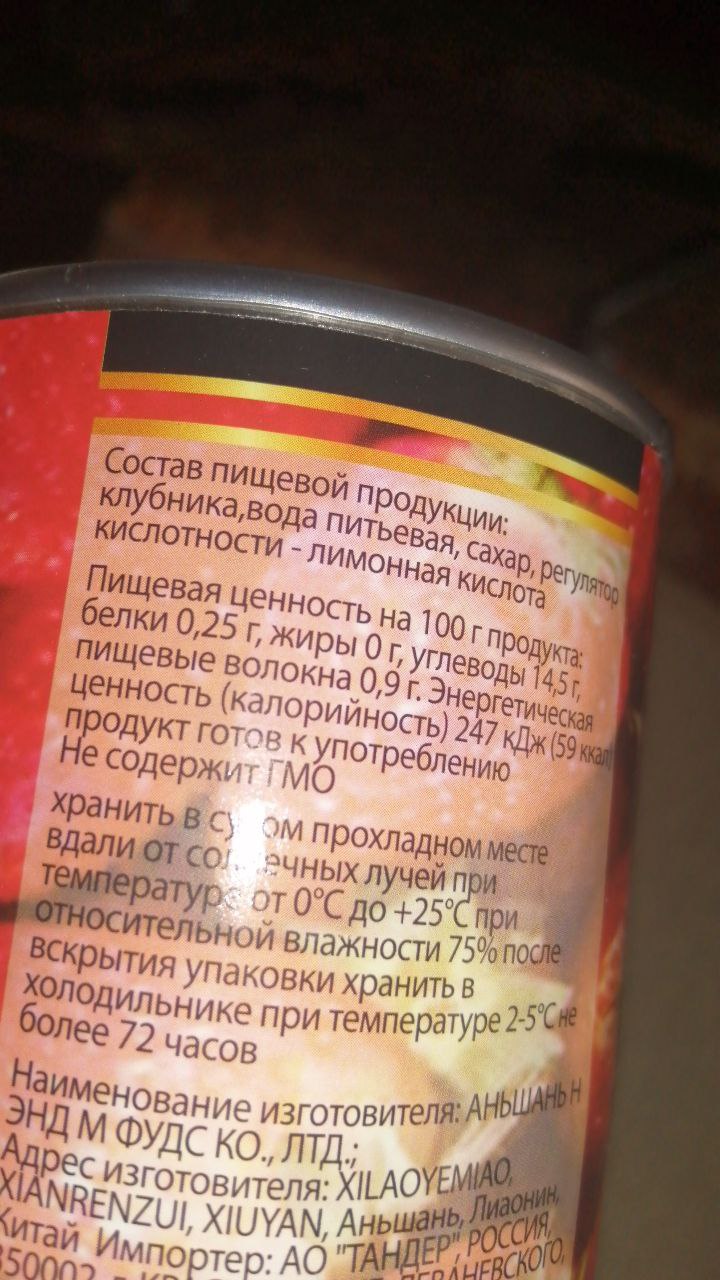 Состав пищевой продукции:
клубника,вода питьевая, сахар, регулятор
кислотности - лимонная кислота
Пищевая ценность на 100 г продукта:
белки 0,25 г, жиры 0 г, углеводы 14,5 г,
пищевые волокна 0,9 г. Энергетическая
ценность (калорийность) 247 кДж (59 ккал)
продукт готов к употреблению
Не содержит ГМО
хранить в сухом прохладном месте
вдали от солнечных лучей при
температуре от 0°С до +25°С при
относительной влажности 75% после
вскрытия упаковки хранить в
холодильнике при температуре 2-5°С не
более 72 часов
Наименование изготовителя: АНЬШАНЬ Н
ЭНД М ФУДС КО., ЛТД.;
Адрес изготовителя: XILAOYEMIAO,
XIANRENZUI, XIUYAN, Аньшань, Лиаонин,
Китай Импортер: АО "ТАНДЕР", РОССИЯ,
350002,